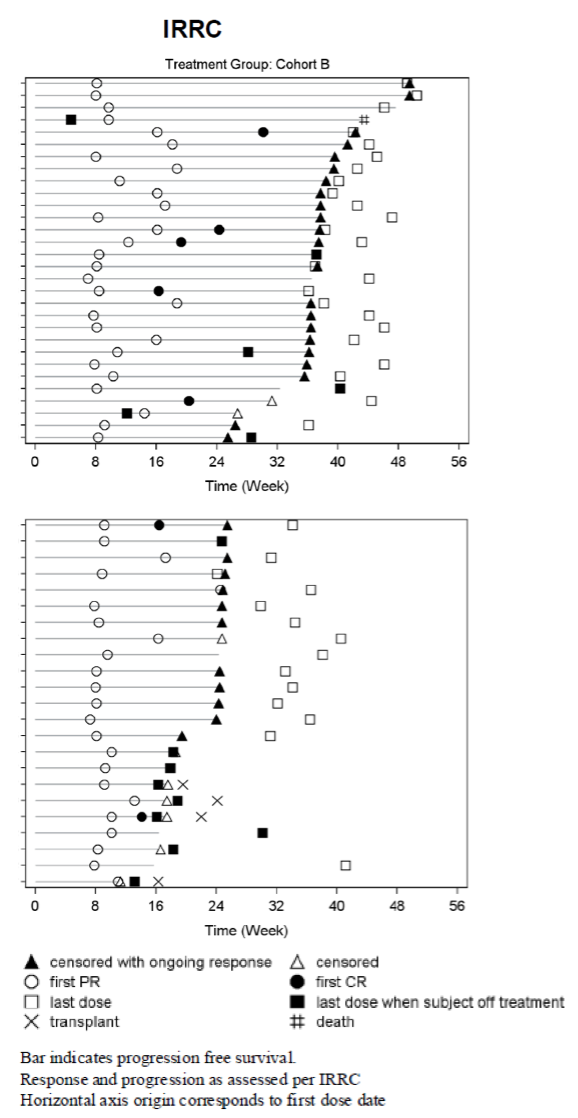 IRRC
Treatment Group: Cohort B
0 8 16 24 32 40 48 56
Time (Week)
0 8 16 24 32 40 48 56
Time (Week)
censored with ongoing response censored
first PR first CR
last dose last dose when subject off treatment
transplant death
Bar indicates progression free survival.
Response and progression as assessed per IRRC
Horizontal axis origin corresponds to first dose date